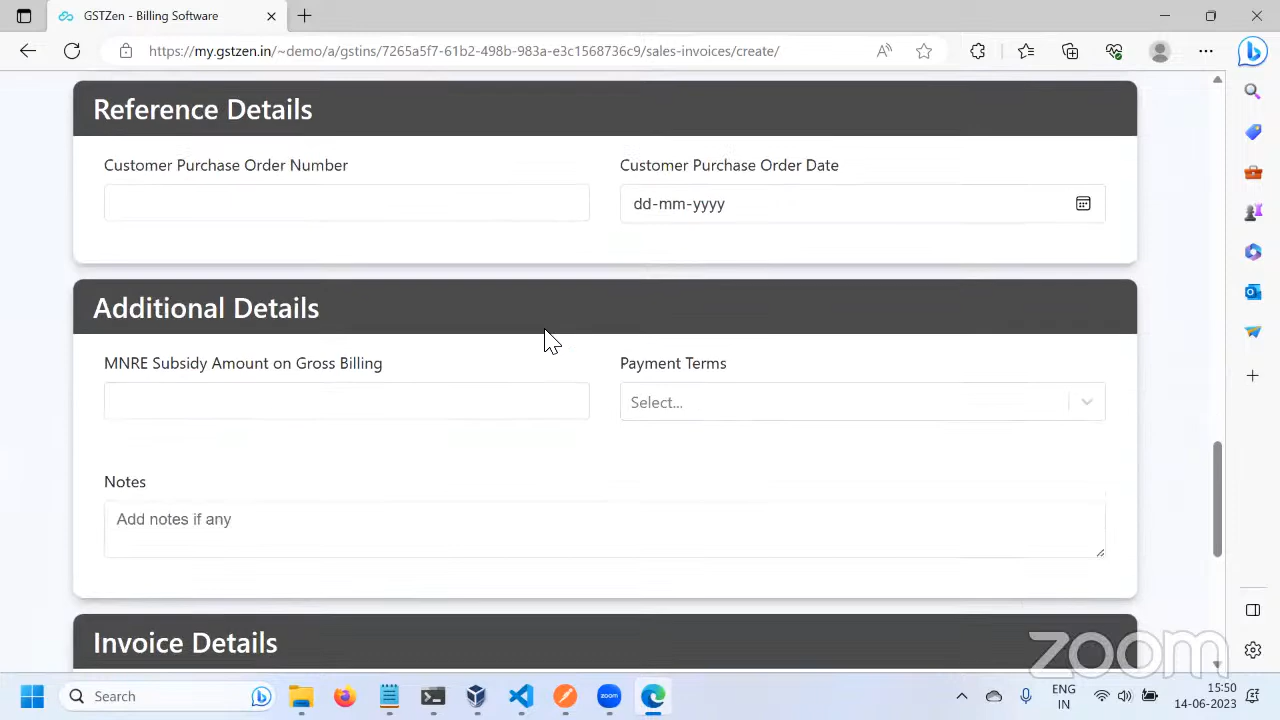 GSTZen - Billing Software
https://my.gstzen.in/~demo/a/gstins/7265a5f7-61b2-498b-983a-e3c1568736c9/sales-invoices/create/
Reference Details
Customer Purchase Order Number
Customer Purchase Order Date
dd-mm-yyyy
Additional Details
MNRE Subsidy Amount on Gross Billing
Payment Terms
Select...
Notes
Add notes if any
Invoice Details
zoom
Search
zoom
ENG
IN
15:50
14-06-2023